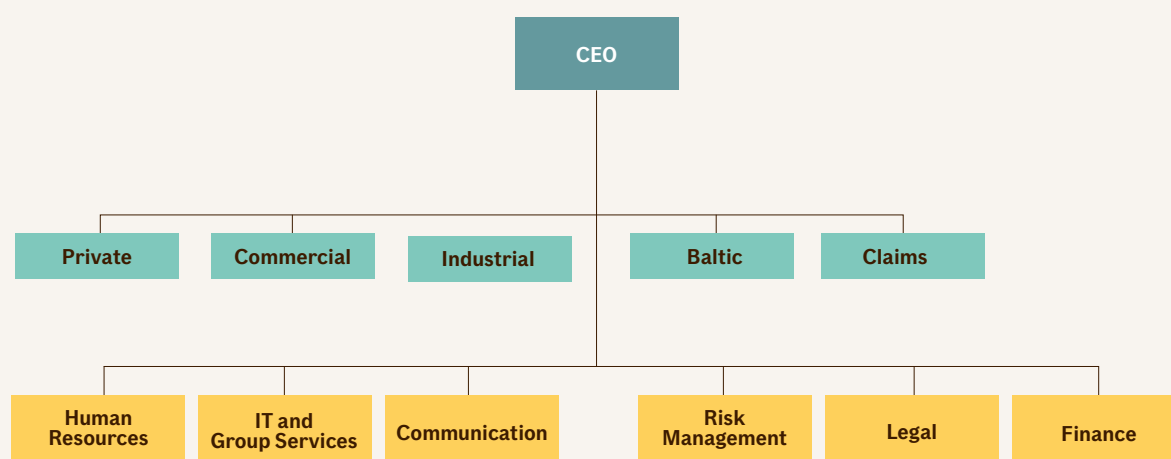 CEO
Private
Commercial
Industrial
Baltic
Claims
Human
Resources
IT and
Group Services
Communication
Risk
Management
Legal
Finance